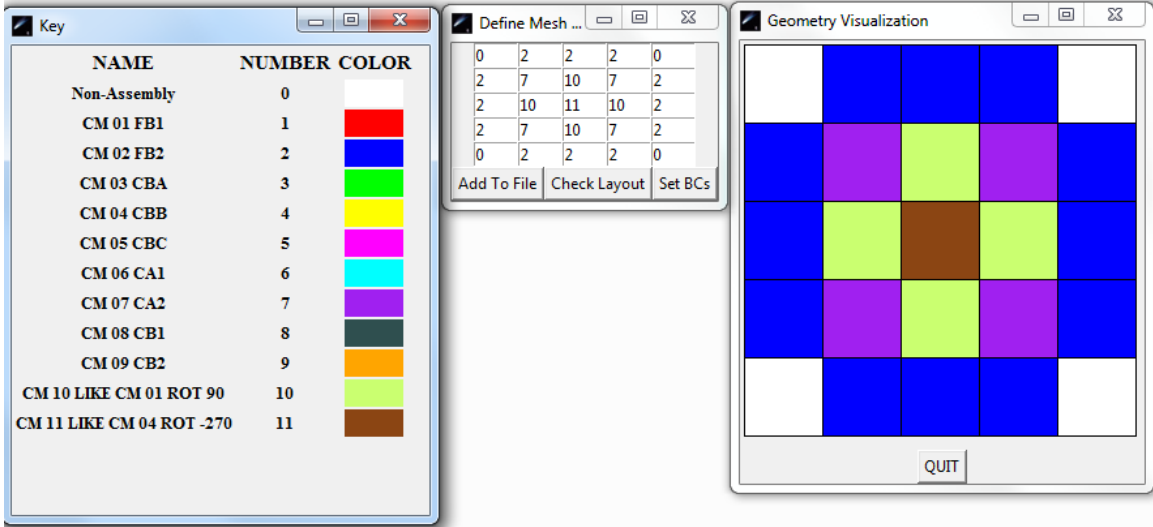 Key
NAME NUMBER COLOR
Non-Assembly 0
CM 01 FB1 1
CM 02 FB2 2
CM 03 CBA 3
CM 04 CBB 4
CM 05 CBC 5
CM 06 CA1 6
CM 07 CA2 7
CM 08 CB1 8
CM 09 CB2 9
CM 10 LIKE CM 01 ROT 90 10
CM 11 LIKE CM 04 ROT -270 11
Define Mesh ...
0 2 2 2 0
2 7 10 7 2
2 10 11 10 2
2 7 10 7 2
0 2 2 2 0
Add To File Check Layout Set BCs
Geometry Visualization
QUIT